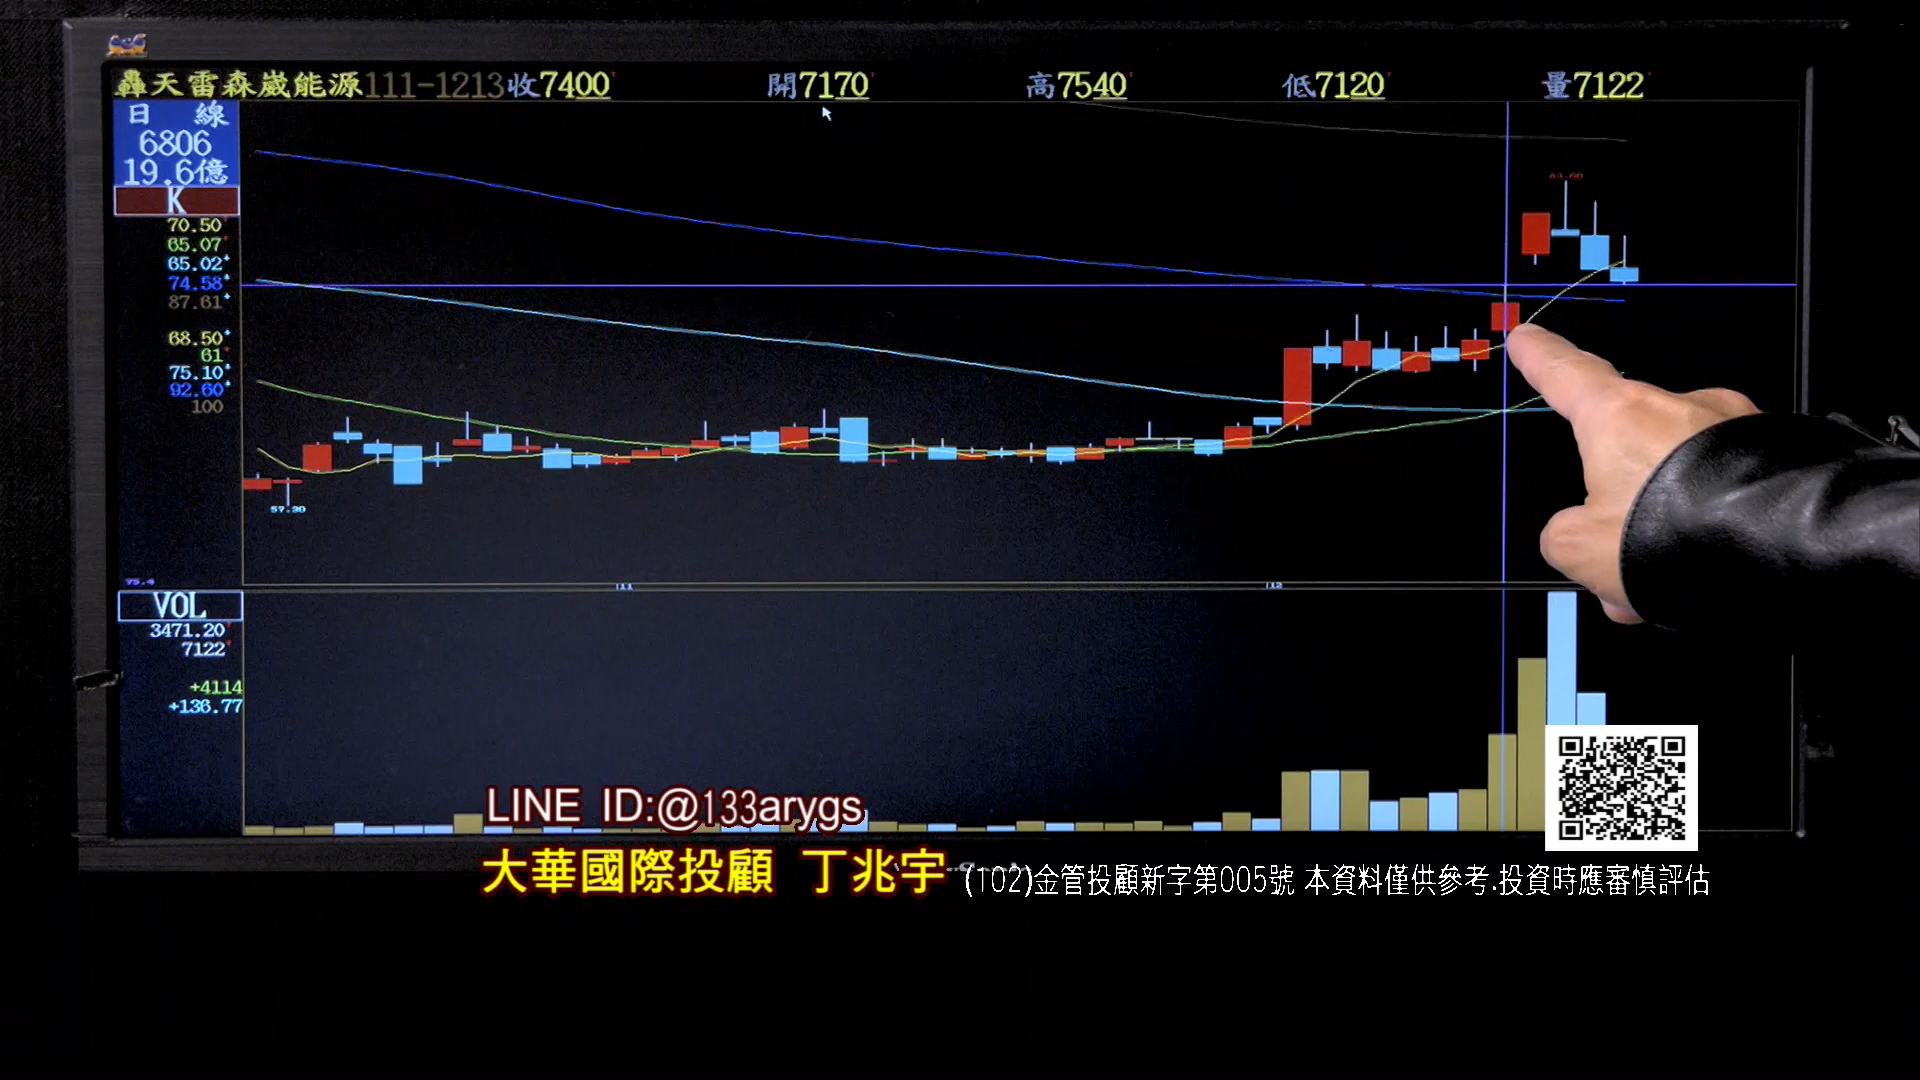 轟天雷森崴能源111-1213收7400 開7170 高7540 低7120 量7122
日 線
6806
19.6億
K
70.50
65.07
65.02
74.58
87.61
68.50
61
75.10
92.60
100
57.30
75.4
11
12
VOL
3471.20
7122
+4114
+136.77
LINE ID:@133arygs
大華國際投顧 丁兆宇
(102)金管投顧新字第005號 本資料僅供參考.投資時應審慎評估